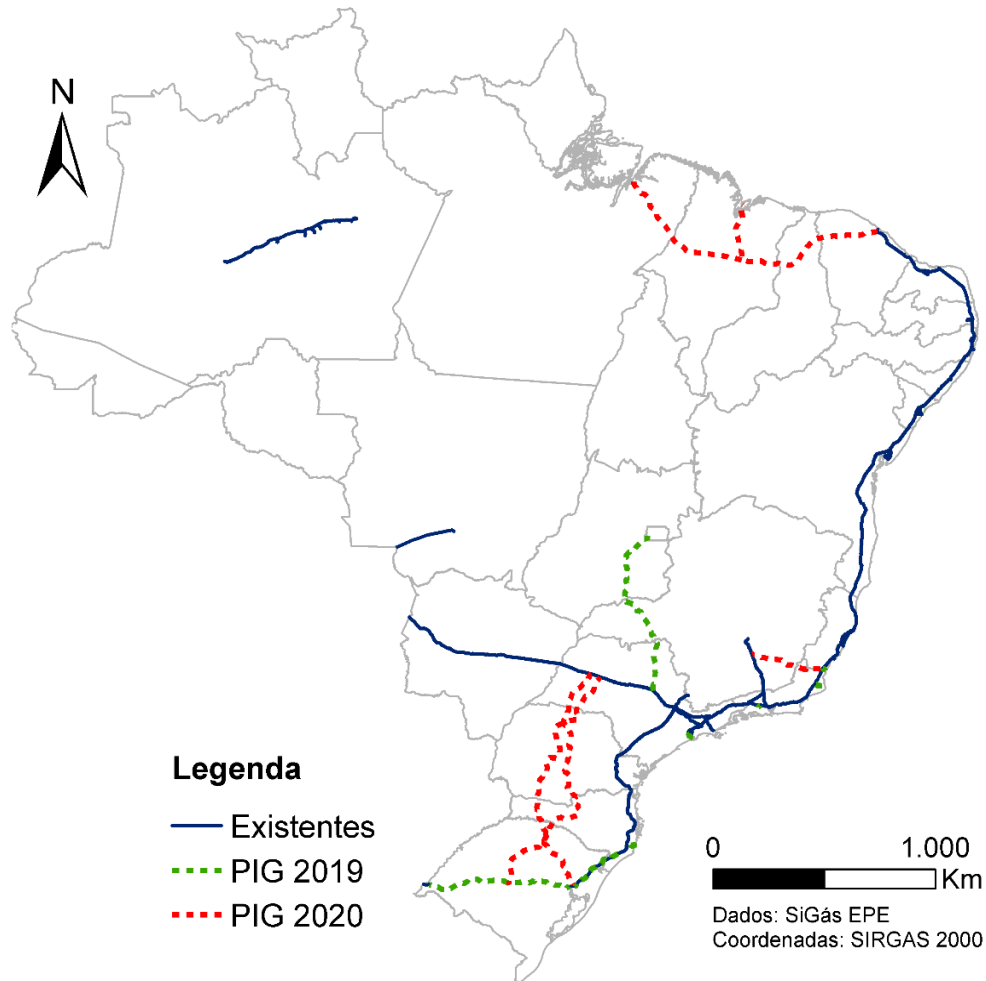 N
Legenda
Existentes
PIG 2019
PIG 2020
0 1.000
Km
Dados: SiGás EPE
Coordenadas: SIRGAS 2000